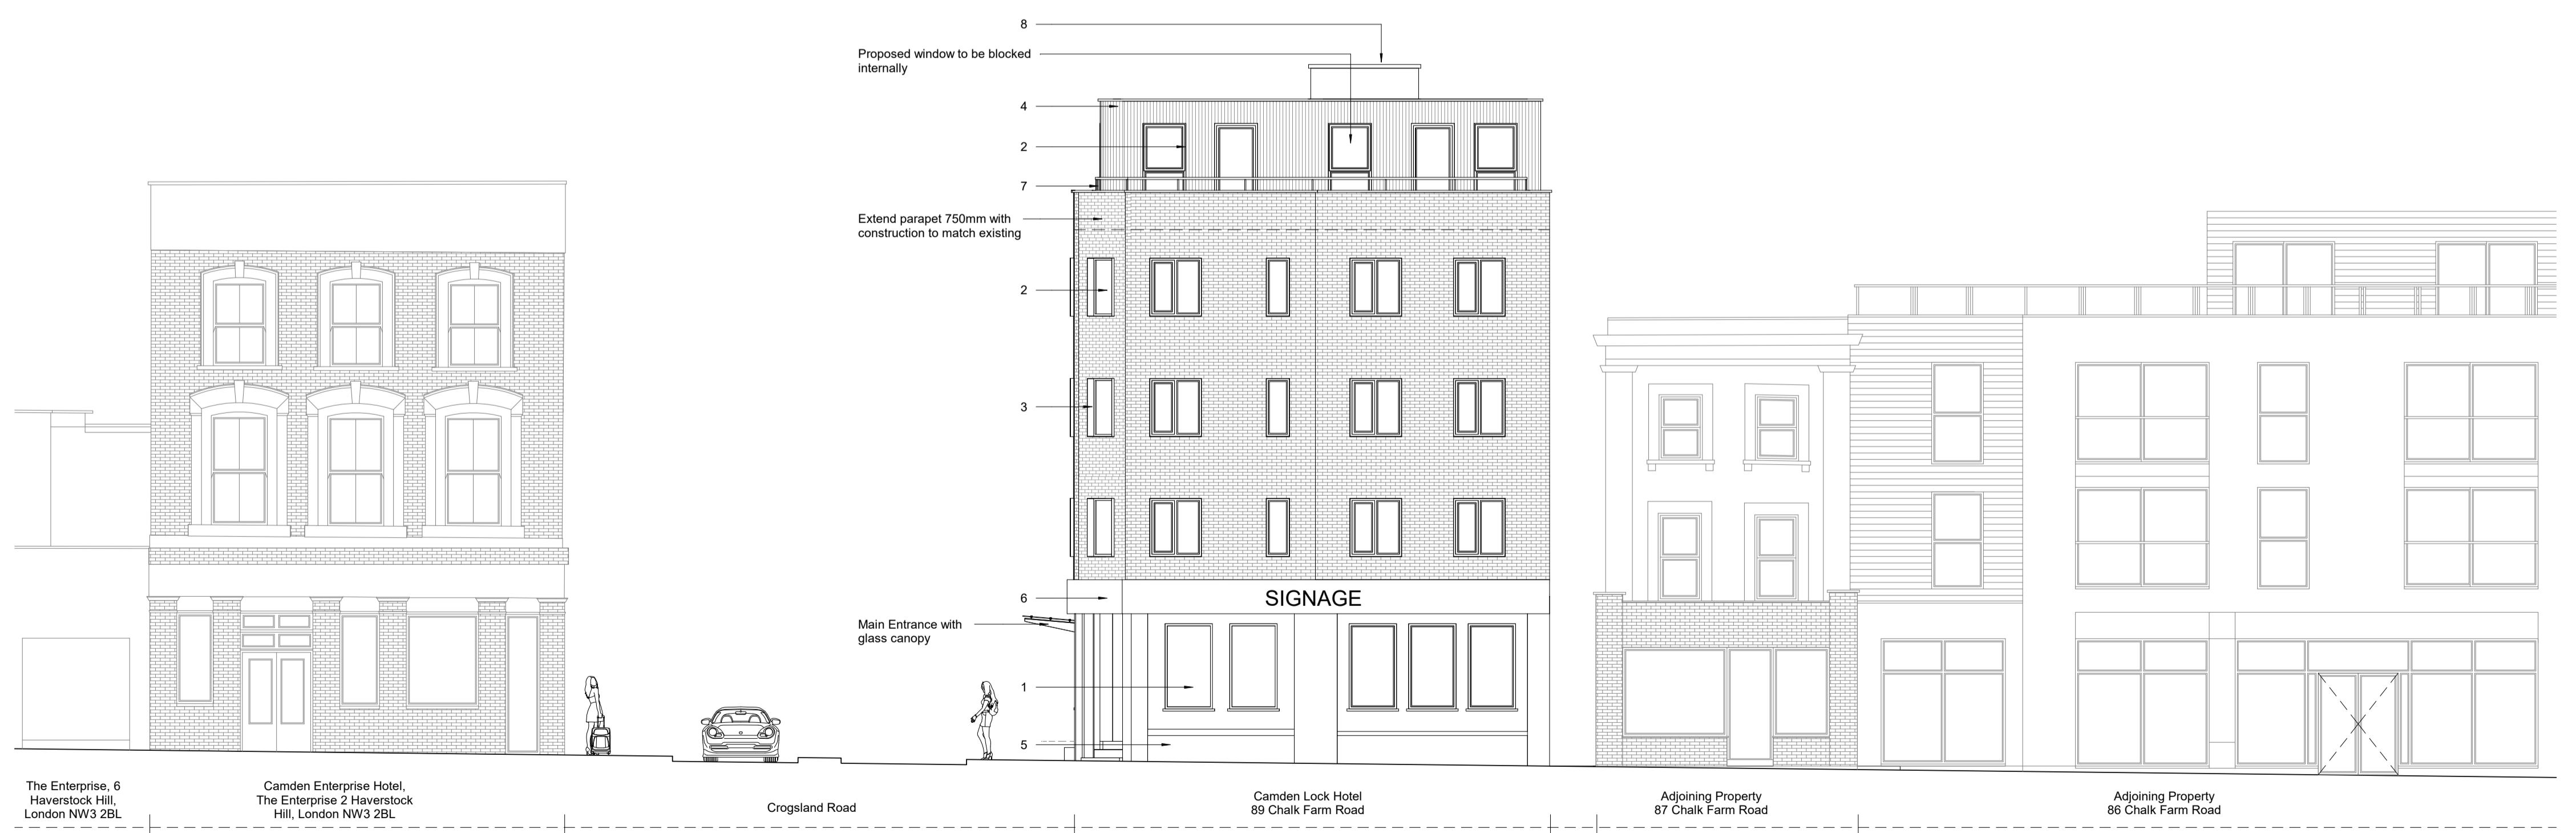 8
Proposed window to be blocked
internally
4
2
7
Extend parapet 750mm with
construction to match existing
2
3
6
SIGNAGE
Main Entrance with
glass canopy
1
5
The Enterprise, 6
Haverstock Hill,
London NW3 2BL
Camden Enterprise Hotel,
The Enterprise 2 Haverstock
Hill, London NW3 2BL
Crogsland Road
Camden Lock Hotel
89 Chalk Farm Road
Adjoining Property
87 Chalk Farm Road
Adjoining Property
86 Chalk Farm Road